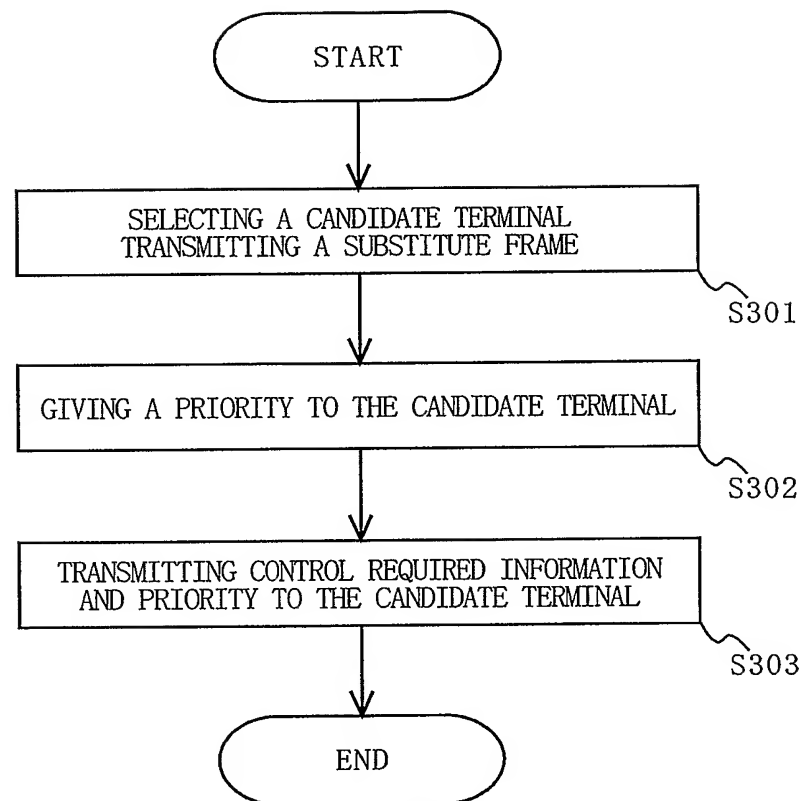 START
SELECTING A CANDIDATE TERMINAL
TRANSMITTING A SUBSTITUTE FRAME
S301
GIVING A PRIORITY TO THE CANDIDATE TERMINAL
S302
TRANSMITTING CONTROL REQUIRED INFORMATION
AND PRIORITY TO THE CANDIDATE TERMINAL
S303
END